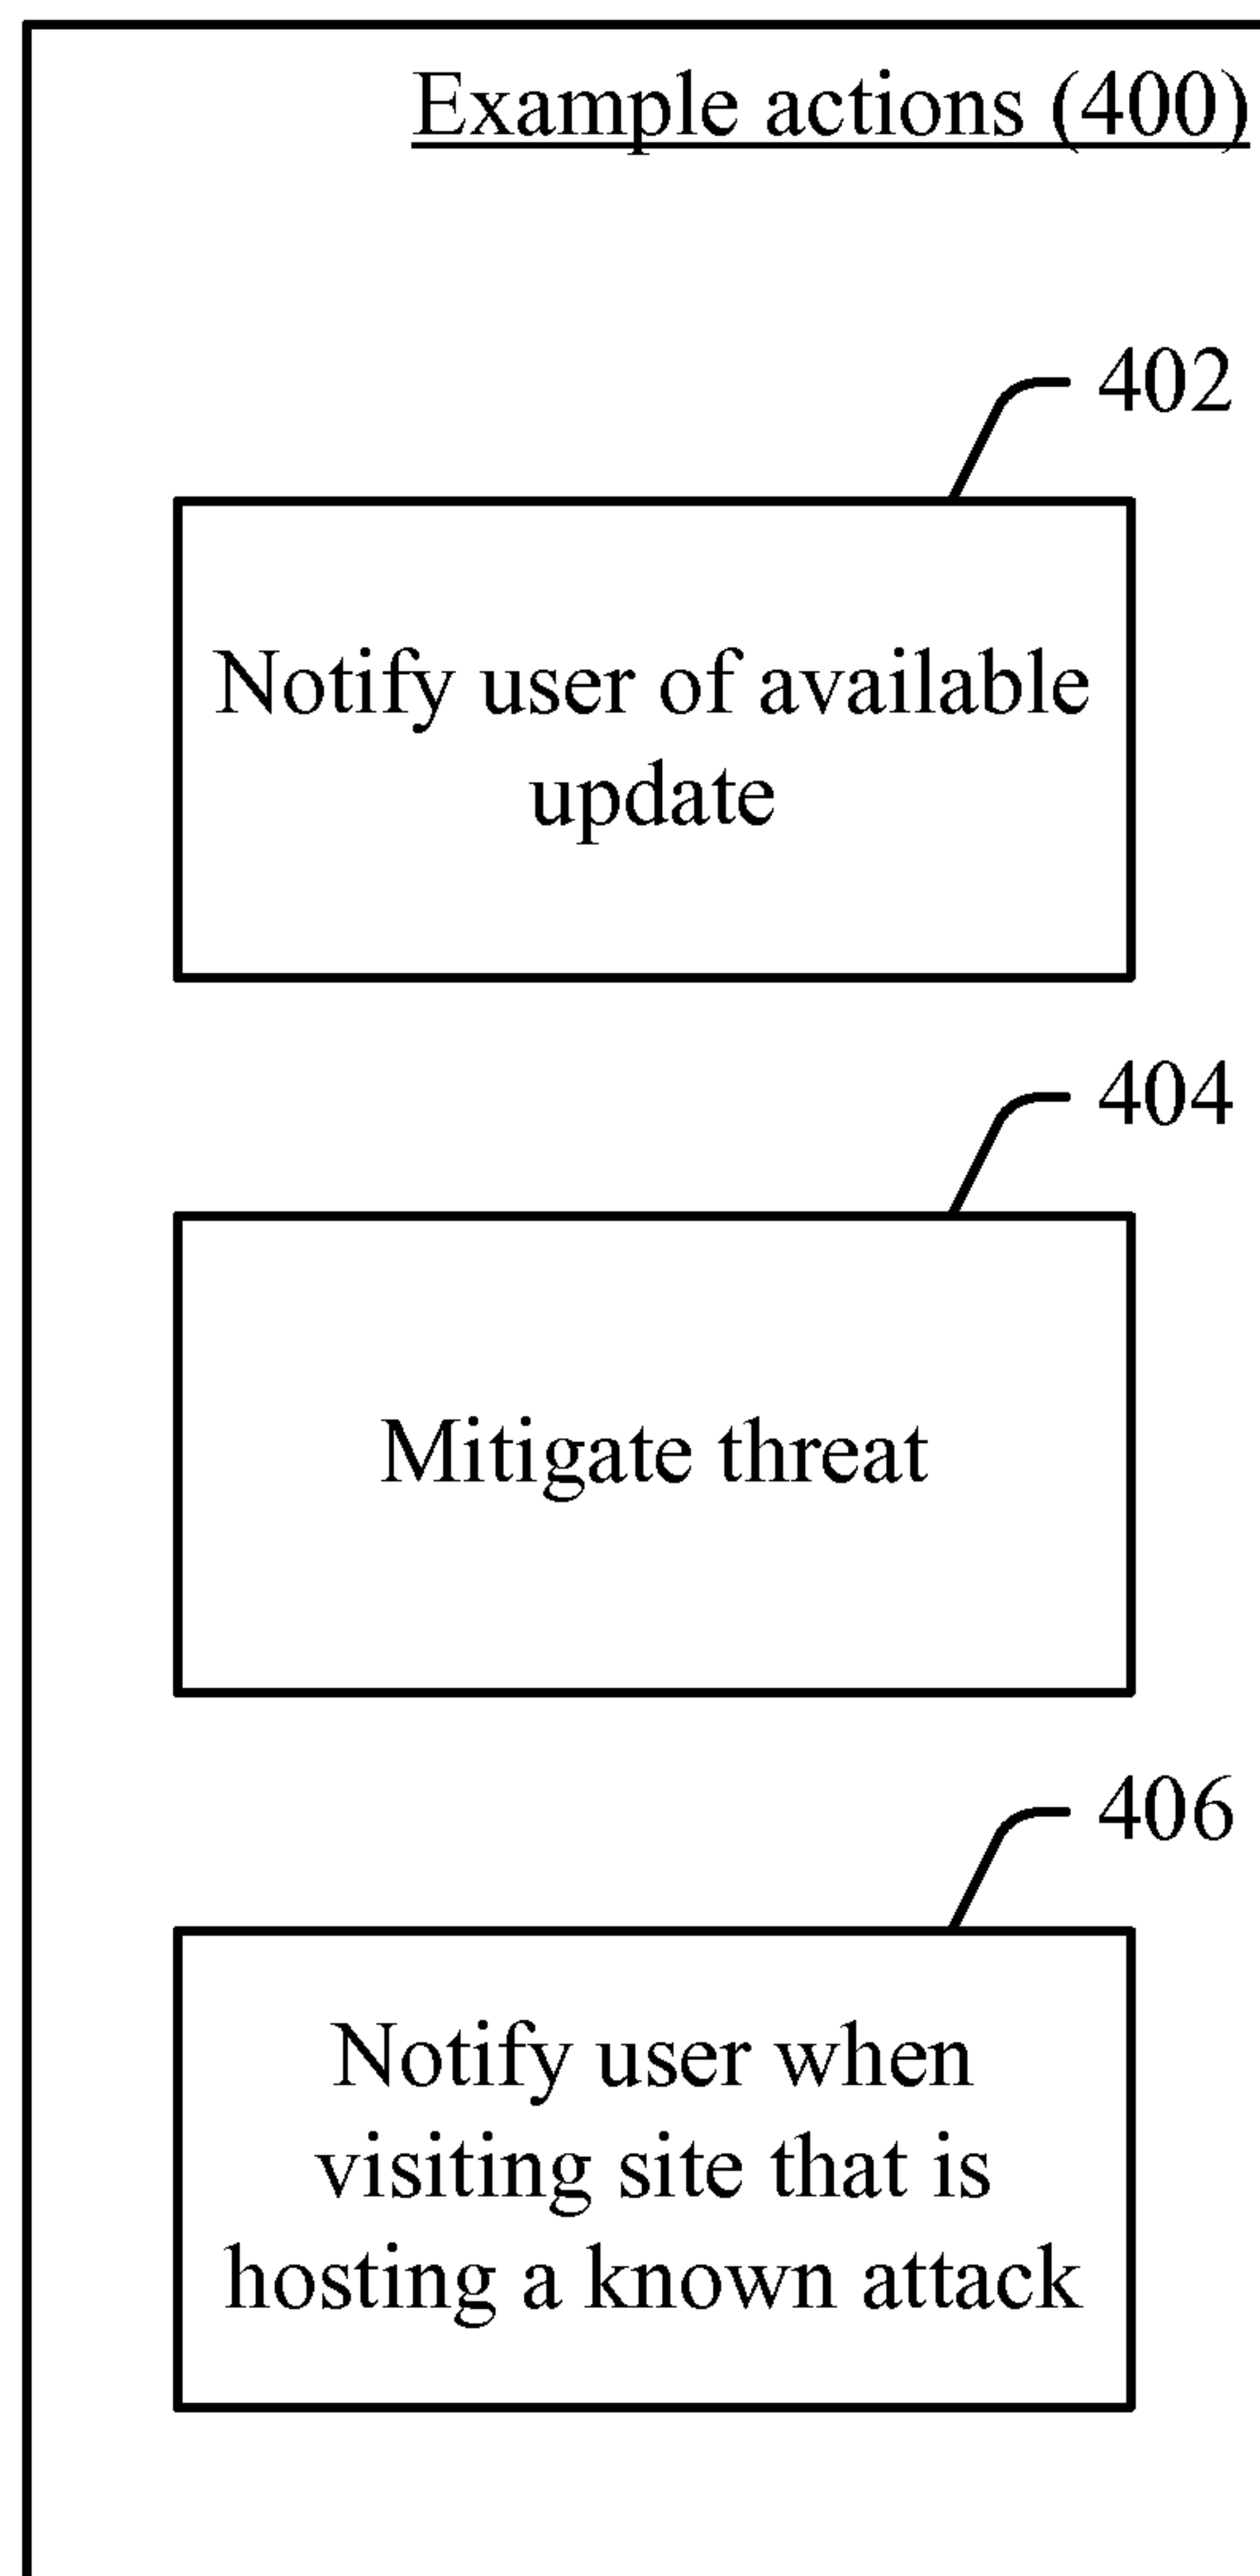 Example actions (400)
402
Notify user of available
update
404
Mitigate threat
406
Notify user when
visiting site that is
hosting a known attack